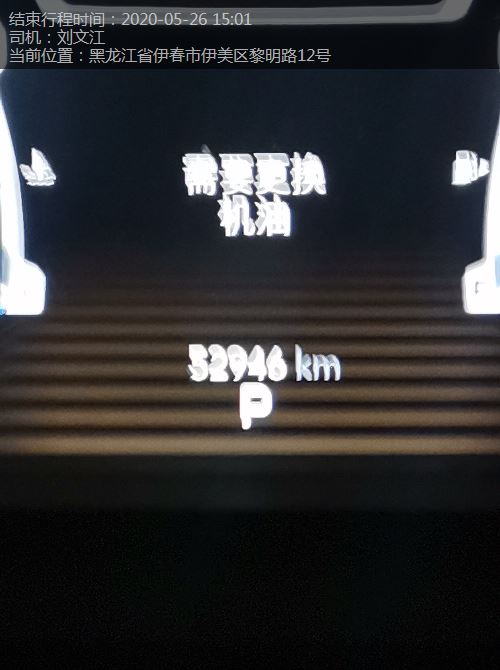 结束行程时间：2020-05-26 15:01
司机：刘文江
当前位置：黑龙江省伊春市伊美区黎明路12号
需要更换
机油
52946 km
P